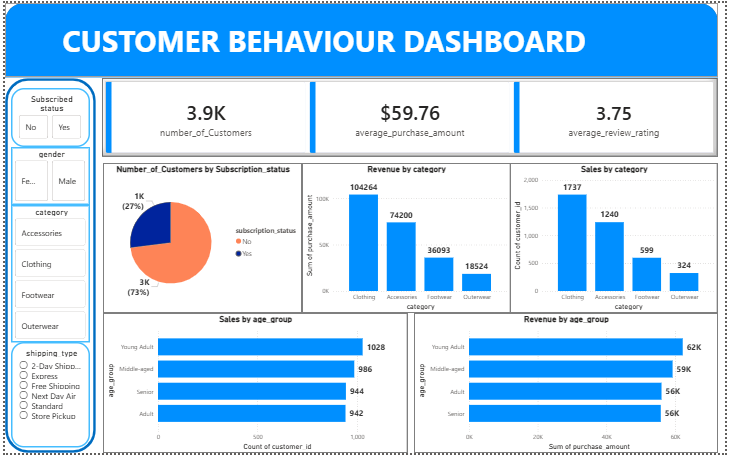 CUSTOMER BEHAVIOUR DASHBOARD
Subscribed
status
No
Yes
gender
Fe...
Male
category
Accessories
Clothing
Footwear
Outerwear
shipping_type
2-Day Shipp...
Express
Free Shipping
Next Day Air
Standard
Store Pickup
3.9K
number_of_Customers
$59.76
average_purchase_amount
3.75
average_review_rating
Number_of_Customers by Subscription_status
1K
(27%)
3K
(73%)
subscription_status
No
Yes
Revenue by category
Sum of purchase_amount
100K
50K
0K
104264
74200
36093
18524
Clothing
Accessories
Footwear
Outerwear
category
Sales by category
Count of customer_id
2,000
1,500
1,000
500
0
1737
1240
599
324
Clothing
Accessories
Footwear
Outerwear
category
Sales by age_group
age_group
Young Adult
1028
Middle-aged
986
Senior
944
Adult
942
0
500
1,000
Count of customer_id
Revenue by age_group
age_group
Young Adult
62K
Middle-aged
59K
Adult
56K
Senior
56K
0K
20K
40K
60K
Sum of purchase_amount